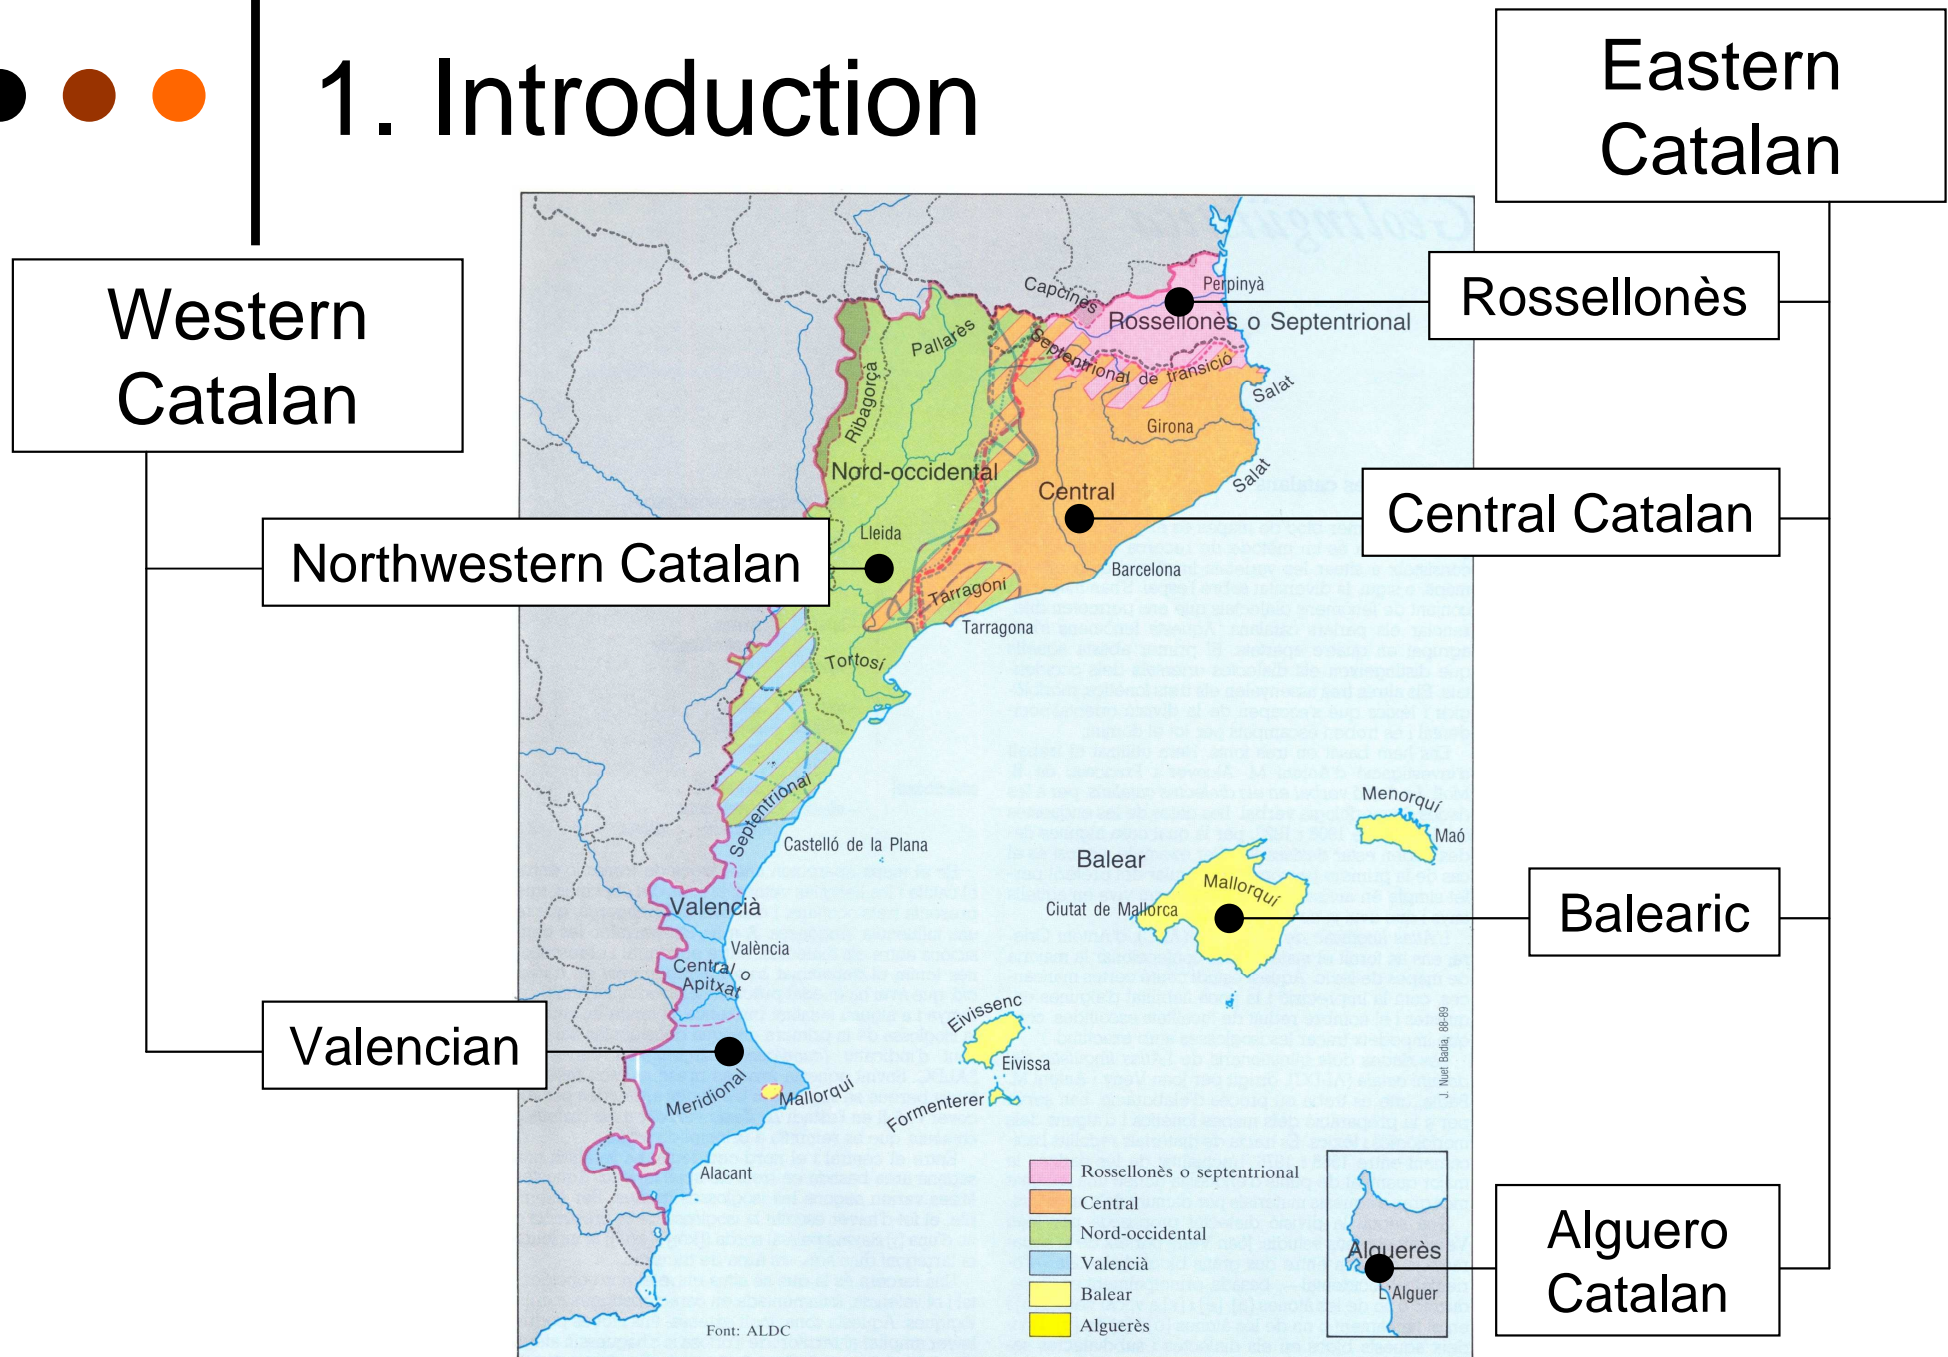 1. Introduction
Eastern
Catalan
Western
Catalan
Rossellonès
Central Catalan
Northwestern Catalan
Balearic
Valencian
Alguero
Catalan
Capcinès
Perpinyà
Rossellonès o Septentrional
Pallarès
Septentrional de transició
Salat
Ribagorçà
Girona
Nord-occidental
Salat
Central
Lleida
Barcelona
Tarragoní
Tarragona
Tortosí
Septentrional
Castelló de la Plana
Menorquí
Maó
Balear
Mallorquí
Ciutat de Mallorca
Valencià
València
Central o
Apitxat
Eivissenc
Eivissa
Formenterer
Meridional
Mallorquí
Alacant
J. Nuet Badia, 88-89
Rossellonès o septentrional
Central
Nord-occidental
Valencià
Balear
Alguerès
Alguerès
L'Alguer
Font: ALDC